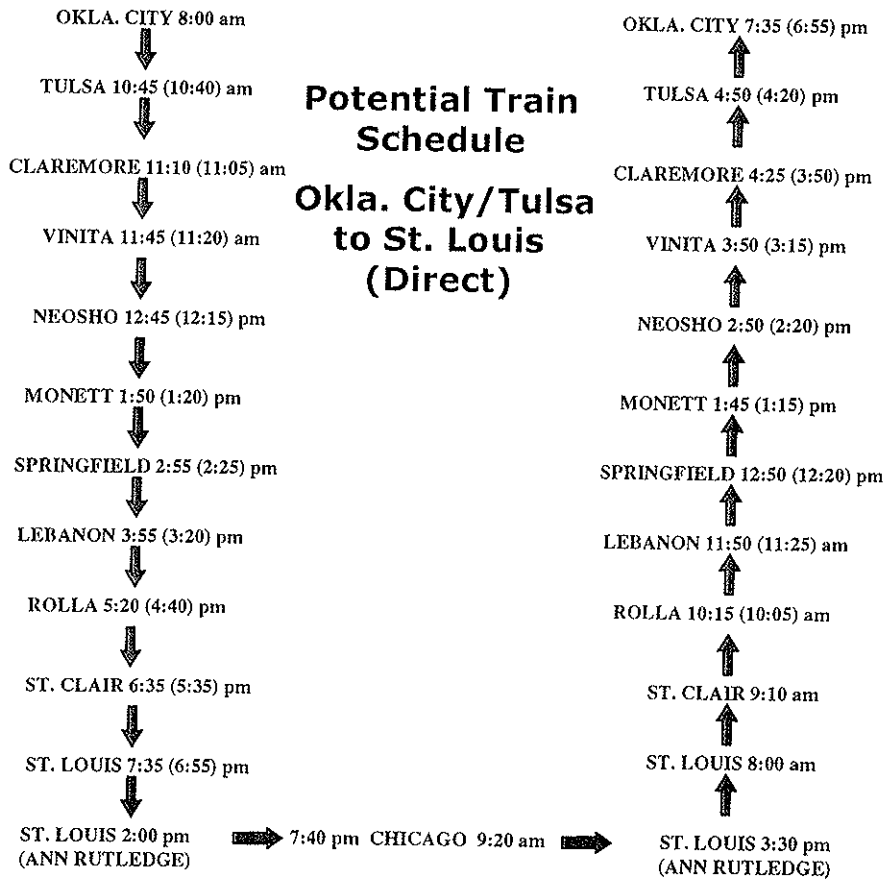 OKLA. CITY 8:00 am
TULSA 10:45 (10:40) am
CLAREMORE 11:10 (11:05) am
VINITA 11:45 (11:20) am
NEOSHO 12:45 (12:15) pm
MONETT 1:50 (1:20) pm
SPRINGFIELD 2:55 (2:25) pm
LEBANON 3:55 (3:20) pm
ROLLA 5:20 (4:40) pm
ST. CLAIR 6:35 (5:35) pm
ST. LOUIS 7:35 (6:55) pm
ST. LOUIS 2:00 pm
(ANN RUTLEDGE)
Potential Train
Schedule
Okla. City/Tulsa
to St. Louis
(Direct)
7:40 pm CHICAGO 9:20 am
OKLA. CITY 7:35 (6:55) pm
TULSA 4:50 (4:20) pm
CLAREMORE 4:25 (3:50) pm
VINITA 3:50 (3:15) pm
NEOSHO 2:50 (2:20) pm
MONETT 1:45 (1:15) pm
SPRINGFIELD 12:50 (12:20) pm
LEBANON 11:50 (11:25) am
ROLLA 10:15 (10:05) am
ST. CLAIR 9:10 am
ST. LOUIS 8:00 am
ST. LOUIS 3:30 pm
(ANN RUTLEDGE)